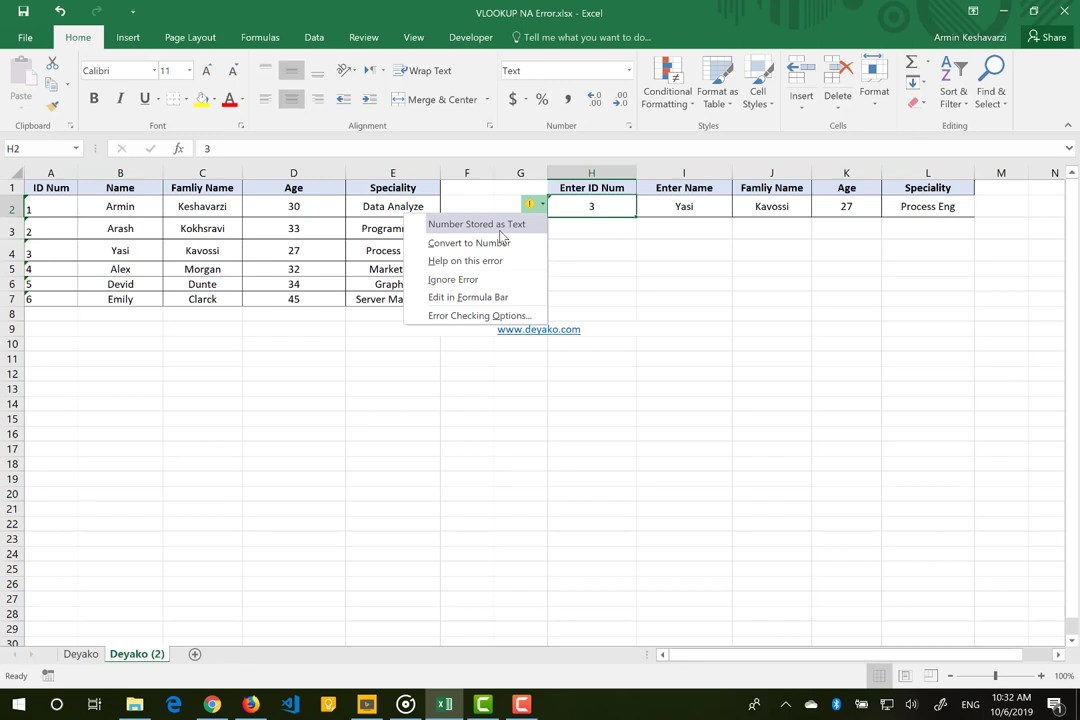 VLOOKUP NA Error.xlsx - Excel
File Home Insert Page Layout Formulas Data Review View Developer Tell me what you want to do... Armin Keshavarzi Share
Paste Calibri 11 B I U A Wrap Text Merge & Center Text $ % Conditional Formatting Format as Table Cell Styles Insert Delete Format Sort & Filter Find & Select
Clipboard Font Alignment Number Styles Cells Editing
H2 fx 3
A B C D E F G H I J K L M N
1 ID Num Name Famliy Name Age Speciality Enter ID Num Enter Name Famliy Name Age Speciality
2 1 Armin Keshavarzi 30 Data Analyze 3 Yasi Kavossi 27 Process Eng
Number Stored as Text
3 2 Arash Kokhsravi 33 Program
Convert to Number
4 3 Yasi Kavossi 27 Process
Help on this error
5 4 Alex Morgan 32 Market
Ignore Error
6 5 Devid Dunte 34 Graph
7 6 Emily Clarck 45 Server Ma
Edit in Formula Bar
8
Error Checking Options...
9 www.deyako.com
10
11
12
13
14
15
16
17
18
19
20
21
22
23
24
25
26
27
28
29
30
Deyako Deyako (2)
Ready 100%
ENG 10:32 AM
10/6/2019